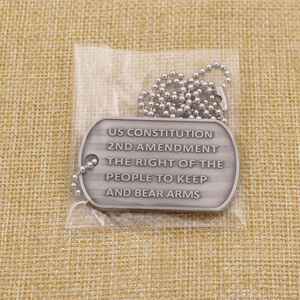 US CONSTITUTION
2ND AMENDMENT
THE RIGHT OF THE
PEOPLE TO KEEP
AND BEAR ARMS